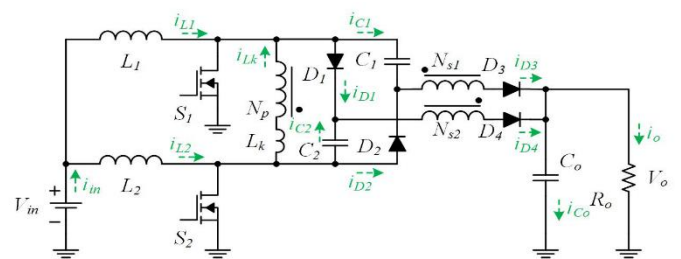 iL1
iC1
L1
iLk
D1
C1
Ns1
D3
iD3
S1
Np
iD1
iC2
Ns2
D4
iD4
iL2
Lk
C2
D2
Co
io
iin
L2
iD2
Ro
Vo
Vin
+
−
S2
iCo